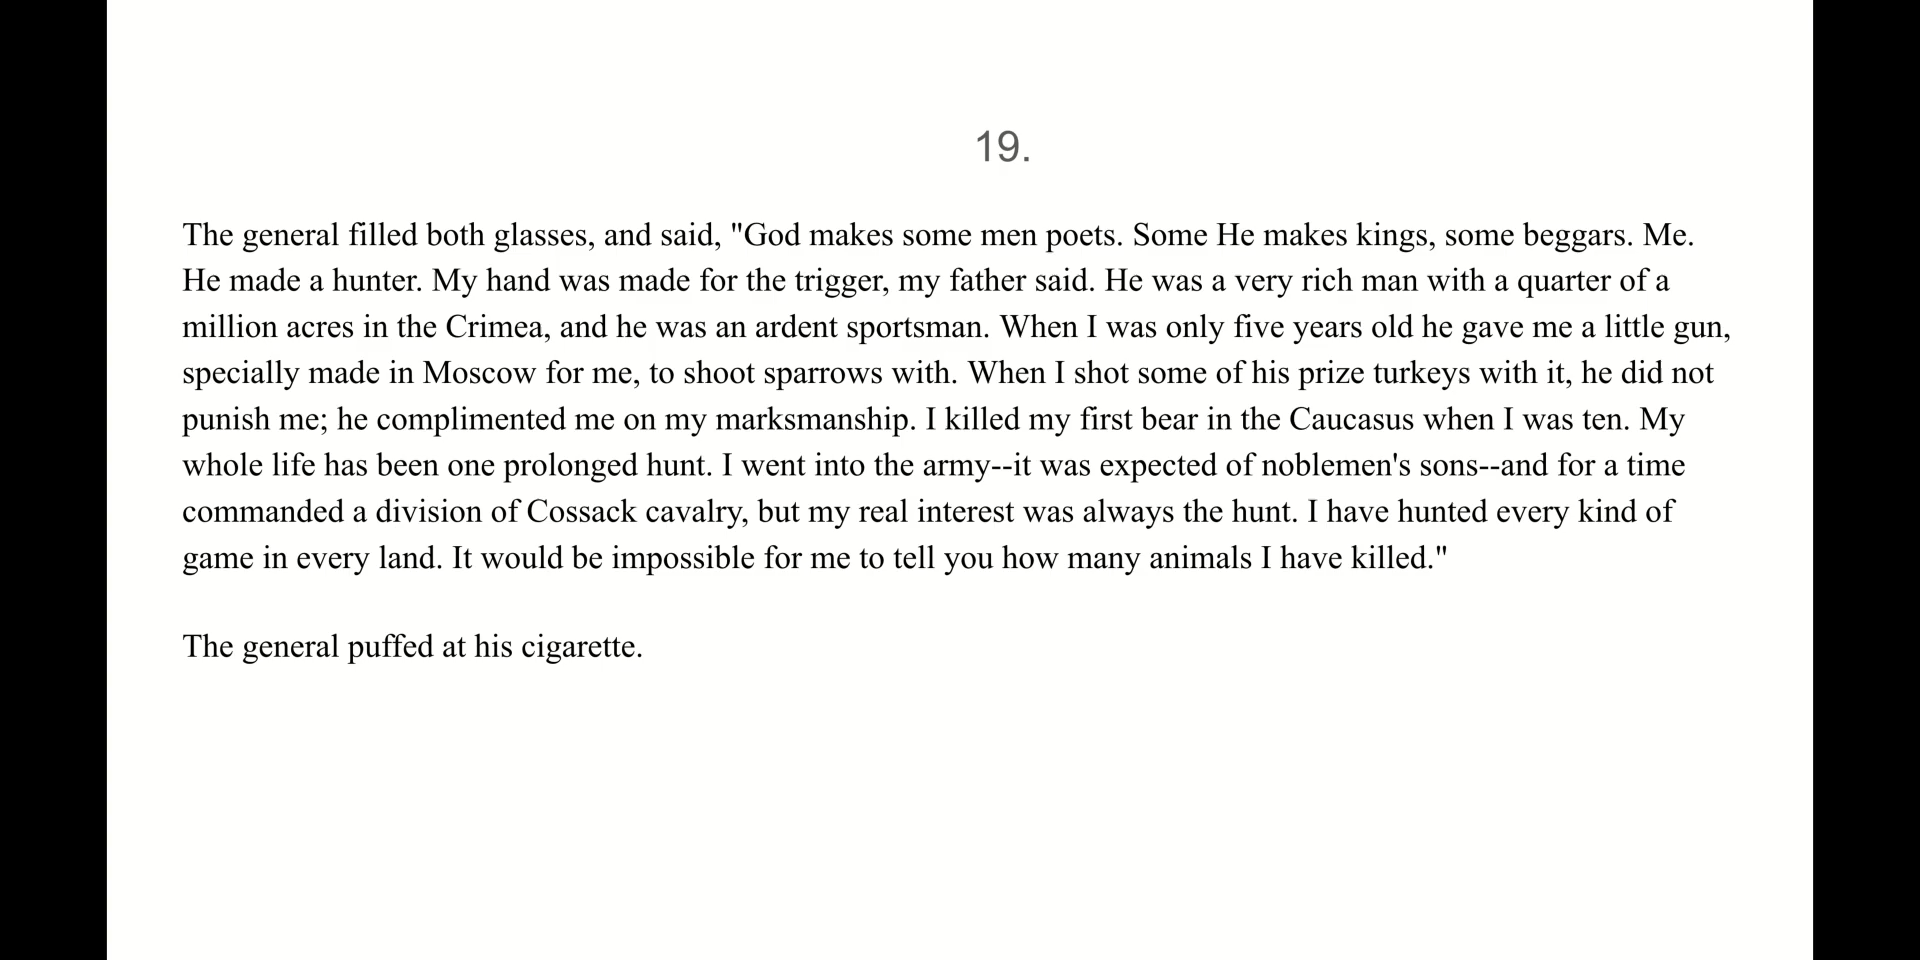 19.
The general filled both glasses, and said, "God makes some men poets. Some He makes kings, some beggars. Me.
He made a hunter. My hand was made for the trigger, my father said. He was a very rich man with a quarter of a
million acres in the Crimea, and he was an ardent sportsman. When I was only five years old he gave me a little gun,
specially made in Moscow for me, to shoot sparrows with. When I shot some of his prize turkeys with it, he did not
punish me; he complimented me on my marksmanship. I killed my first bear in the Caucasus when I was ten. My
whole life has been one prolonged hunt. I went into the army--it was expected of noblemen's sons--and for a time
commanded a division of Cossack cavalry, but my real interest was always the hunt. I have hunted every kind of
game in every land. It would be impossible for me to tell you how many animals I have killed."
The general puffed at his cigarette.